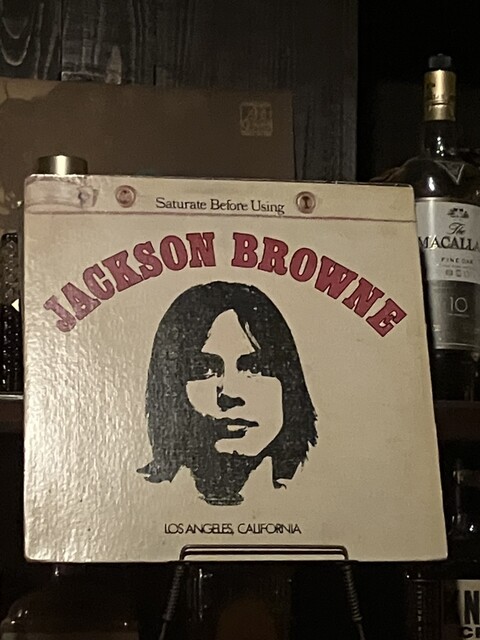 Saturate Before Using
JACKSON BROWNE
LOS ANGELES, CALIFORNIA
The
MACALLA
FINE OAK
10
N